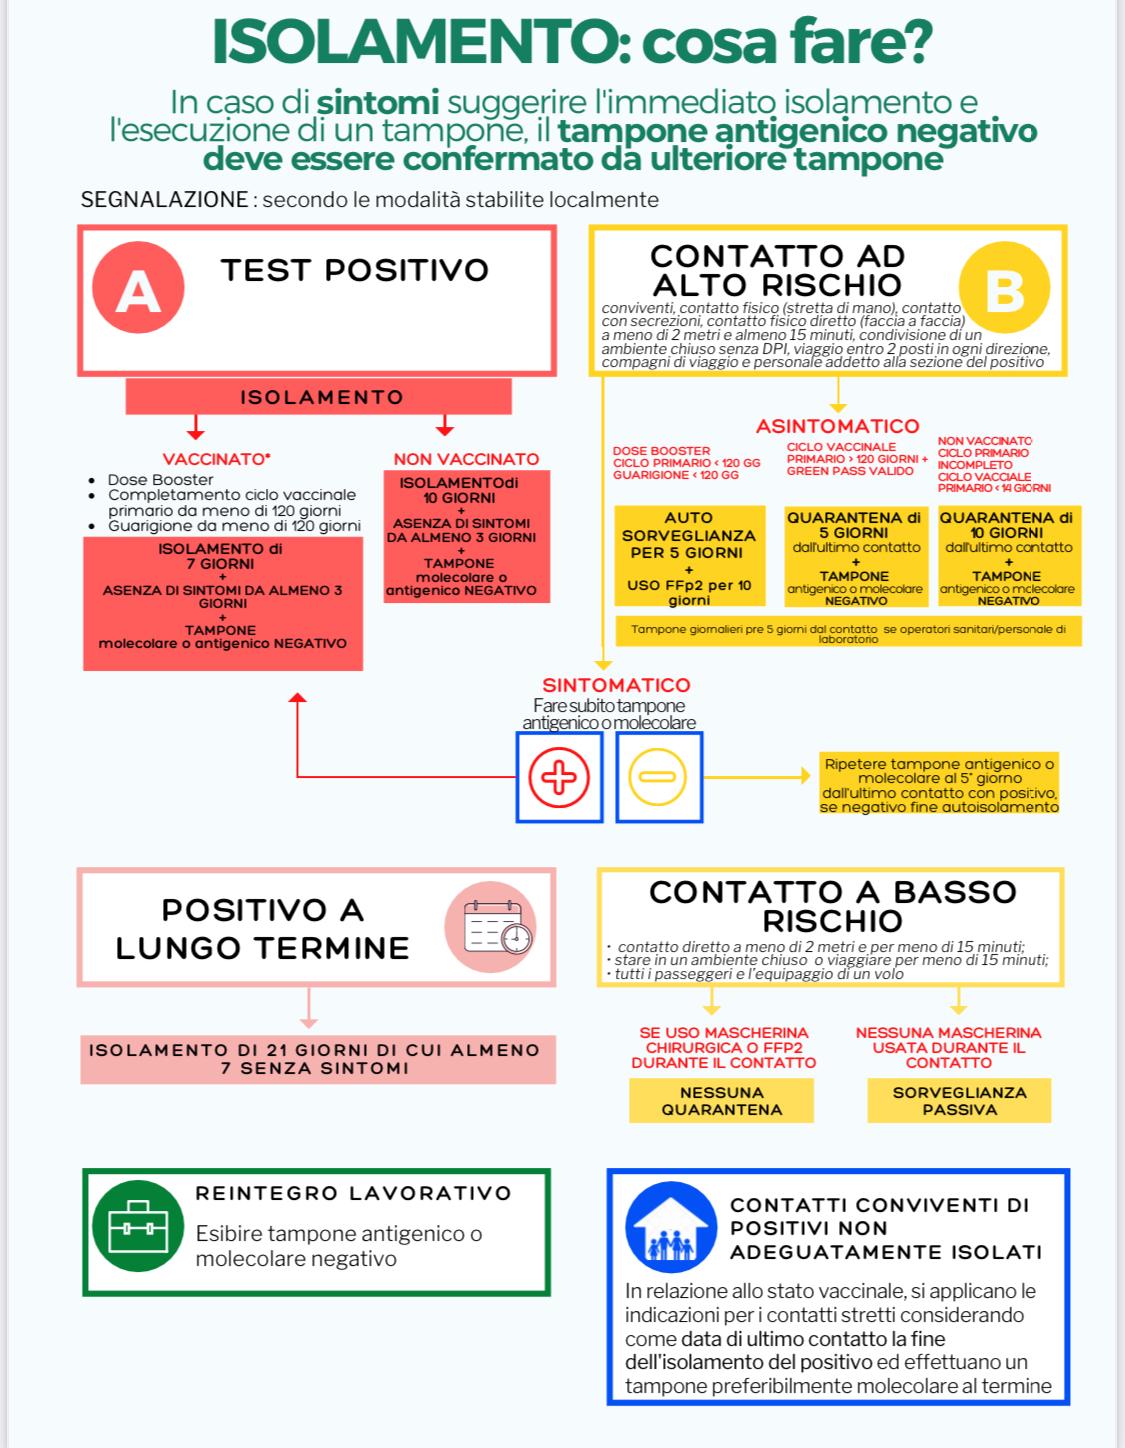 ISOLAMENTO: cosa fare?
In caso di sintomi suggerire l'immediato isolamento e
l'esecuzione di un tampone, il tampone antigenico negativo
deve essere confermato da ulteriore tampone
SEGNALAZIONE : secondo le modalità stabilite localmente
A
TEST POSITIVO
ISOLAMENTO
VACCINATO*
• Dose Booster
• Completamento ciclo vaccinale
primario da meno di 120 giorni
• Guarigione da meno di 120 giorni
ISOLAMENTO di
7 GIORNI
+
ASENZA DI SINTOMI DA ALMENO 3
GIORNI
+
TAMPONE
molecolare o antigenico NEGATIVO
NON VACCINATO
ISOLAMENTOdi
10 GIORNI
+
ASENZA DI SINTOMI
DA ALMENO 3 GIORNI
+
TAMPONE
molecolare o
antigenico NEGATIVO
CONTATTO AD
ALTO RISCHIO
B
conviventi, contatto fisico (stretta di mano), contatto
con secrezioni, contatto fisico diretto (faccia a faccia)
a meno di 2 metri e almeno 15 minuti, condivisione di un
ambiente chiuso senza DPI, viaggio entro 2 posti in ogni direzione,
compagni di viaggio e personale addetto alla sezione del positivo
ASINTOMATICO
DOSE BOOSTER
CICLO PRIMARIO < 120 GG
GUARIGIONE < 120 GG
AUTO
SORVEGLIANZA
PER 5 GIORNI
+
USO FFp2 per 10
giorni
CICLO VACCINALE
PRIMARIO > 120 GIORNI +
GREEN PASS VALIDO
QUARANTENA di
5 GIORNI
dall'ultimo contatto
+
TAMPONE
antigenico o molecolare
NEGATIVO
NON VACCINATO
CICLO PRIMARIO
INCOMPLETO
CICLO VACCIALE
PRIMARIO < 14 GIORNI
QUARANTENA di
10 GIORNI
dall'ultimo contatto
+
TAMPONE
antigenico o molecolare
NEGATIVO
Tampone giornalieri pre 5 giorni dal contatto se operatori sanitari/personale di
laboratorio
SINTOMATICO
Fare subito tampone
antigenico o molecolare
Ripetere tampone antigenico o
molecolare al 5° giorno
dall'ultimo contatto con positivo,
se negativo fine autoisolamento
POSITIVO A
LUNGO TERMINE
ISOLAMENTO DI 21 GIORNI DI CUI ALMENO
7 SENZA SINTOMI
CONTATTO A BASSO
RISCHIO
• contatto diretto a meno di 2 metri e per meno di 15 minuti;
• stare in un ambiente chiuso o viaggiare per meno di 15 minuti;
• tutti i passeggeri e l'equipaggio di un volo
SE USO MASCHERINA
CHIRURGICA O FFP2
DURANTE IL CONTATTO
NESSUNA
QUARANTENA
NESSUNA MASCHERINA
USATA DURANTE IL
CONTATTO
SORVEGLIANZA
PASSIVA
REINTEGRO LAVORATIVO
Esibire tampone antigenico o
molecolare negativo
CONTATTI CONVIVENTI DI
POSITIVI NON
ADEGUATAMENTE ISOLATI
In relazione allo stato vaccinale, si applicano le
indicazioni per i contatti stretti considerando
come data di ultimo contatto la fine
dell'isolamento del positivo ed effettuano un
tampone preferibilmente molecolare al termine